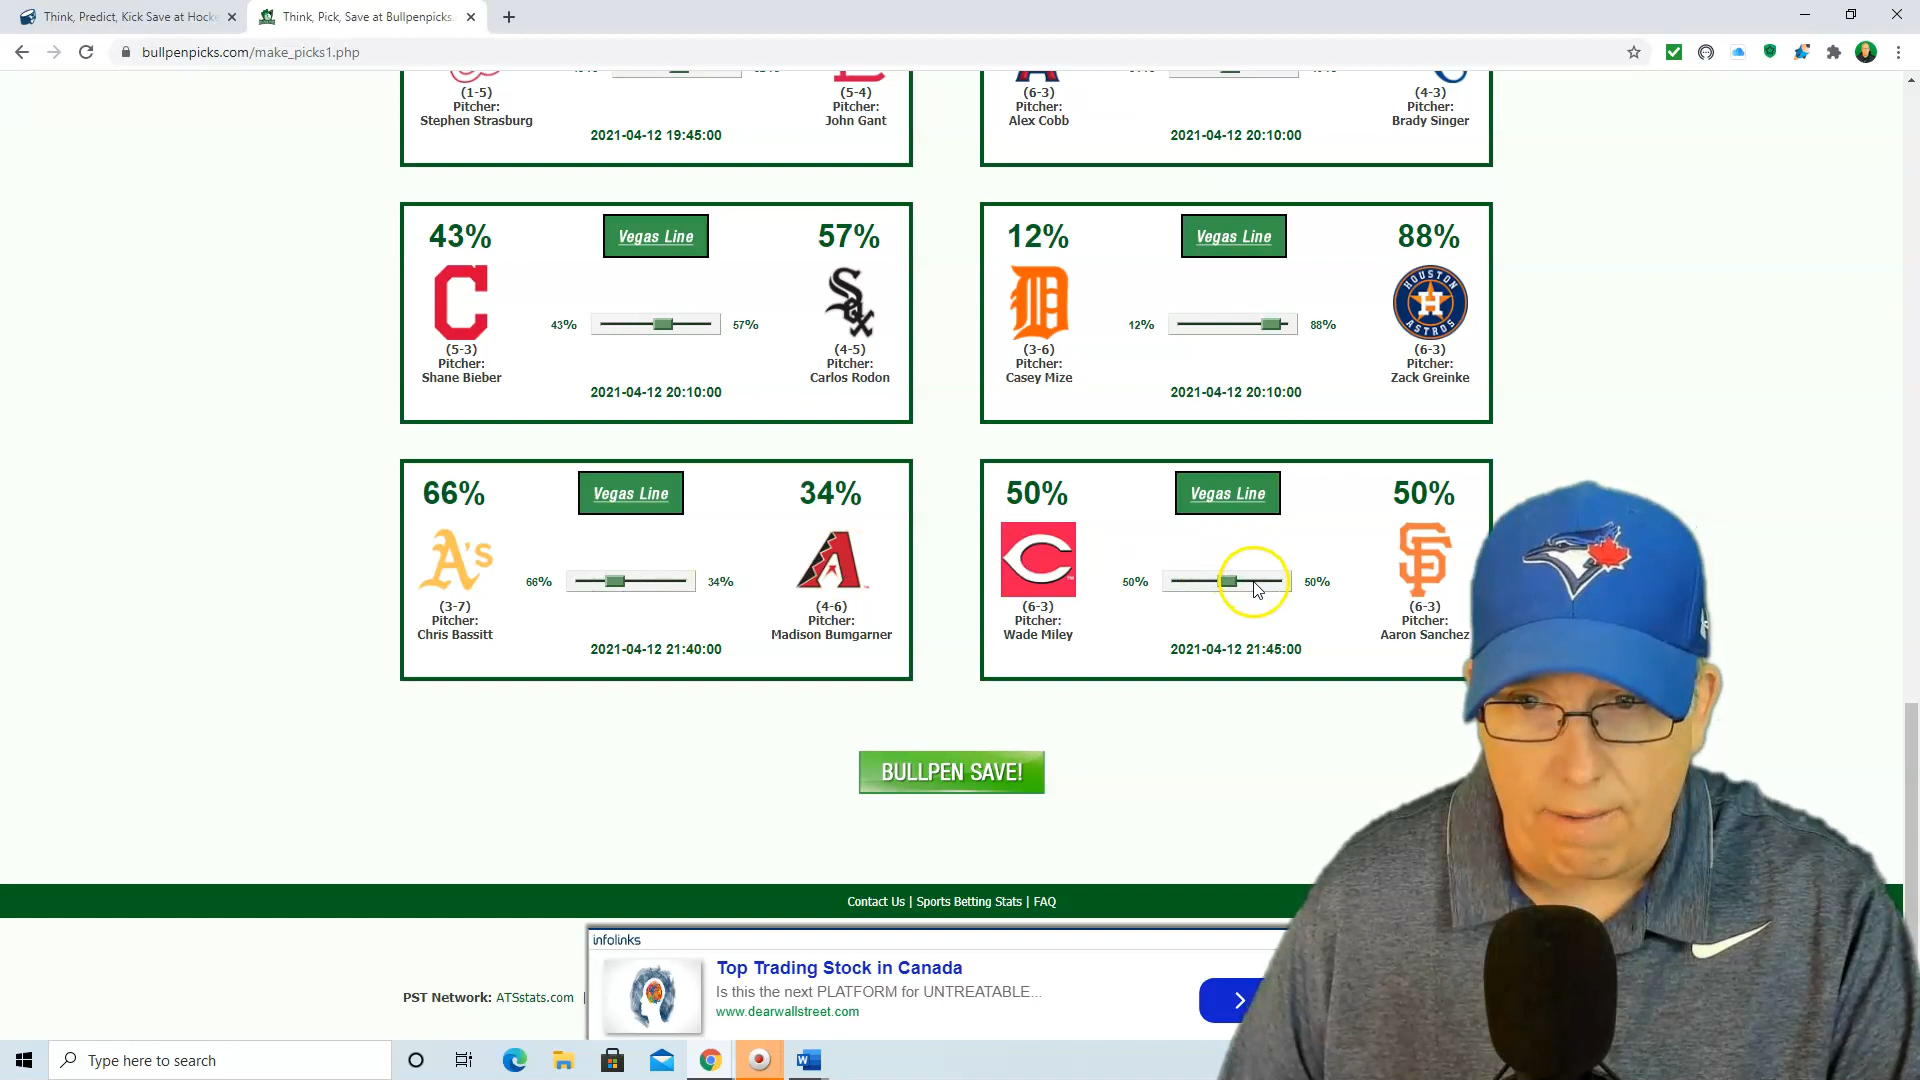 Think, Predict, Kick Save at Hocke
Think, Pick, Save at Bullpenpicks.
bullpenpicks.com/make_picks1.php
(1-5)
Pitcher:
Stephen Strasburg
2021-04-12 19:45:00
(5-4)
Pitcher:
John Gant
(6-3)
Pitcher:
Alex Cobb
2021-04-12 20:10:00
(4-3)
Pitcher:
Brady Singer
43%
Vegas Line
57%
C
Sox
43%
57%
(5-3)
Pitcher:
Shane Bieber
(4-5)
Pitcher:
Carlos Rodon
2021-04-12 20:10:00
12%
Vegas Line
88%
D
HOUSTON
H
ASTROS
12%
88%
(3-6)
Pitcher:
Casey Mize
(6-3)
Pitcher:
Zack Greinke
2021-04-12 20:10:00
66%
Vegas Line
34%
A's
A
66%
34%
(3-7)
Pitcher:
Chris Bassitt
(4-6)
Pitcher:
Madison Bumgarner
2021-04-12 21:40:00
50%
Vegas Line
50%
C
SF
50%
50%
(6-3)
Pitcher:
Wade Miley
(6-3)
Pitcher:
Aaron Sanchez
2021-04-12 21:45:00
BULLPEN SAVE!
Contact Us | Sports Betting Stats | FAQ
infolinks
Top Trading Stock in Canada
Is this the next PLATFORM for UNTREATABLE...
www.dearwallstreet.com
PST Network: ATSstats.com |
Type here to search